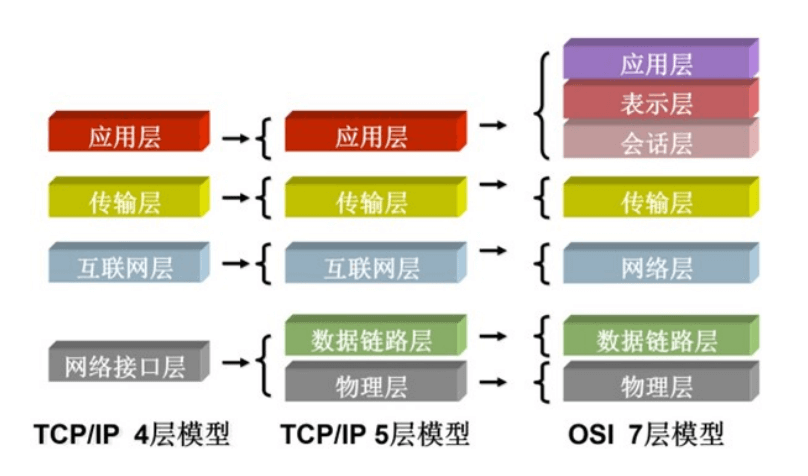 应用层
表示层
应用层
应用层
会话层
传输层
传输层
传输层
互联网层
互联网层
网络层
数据链路层
数据链路层
网络接口层
物理层
物理层
TCP/IP 4层模型
TCP/IP 5层模型
OSI 7层模型